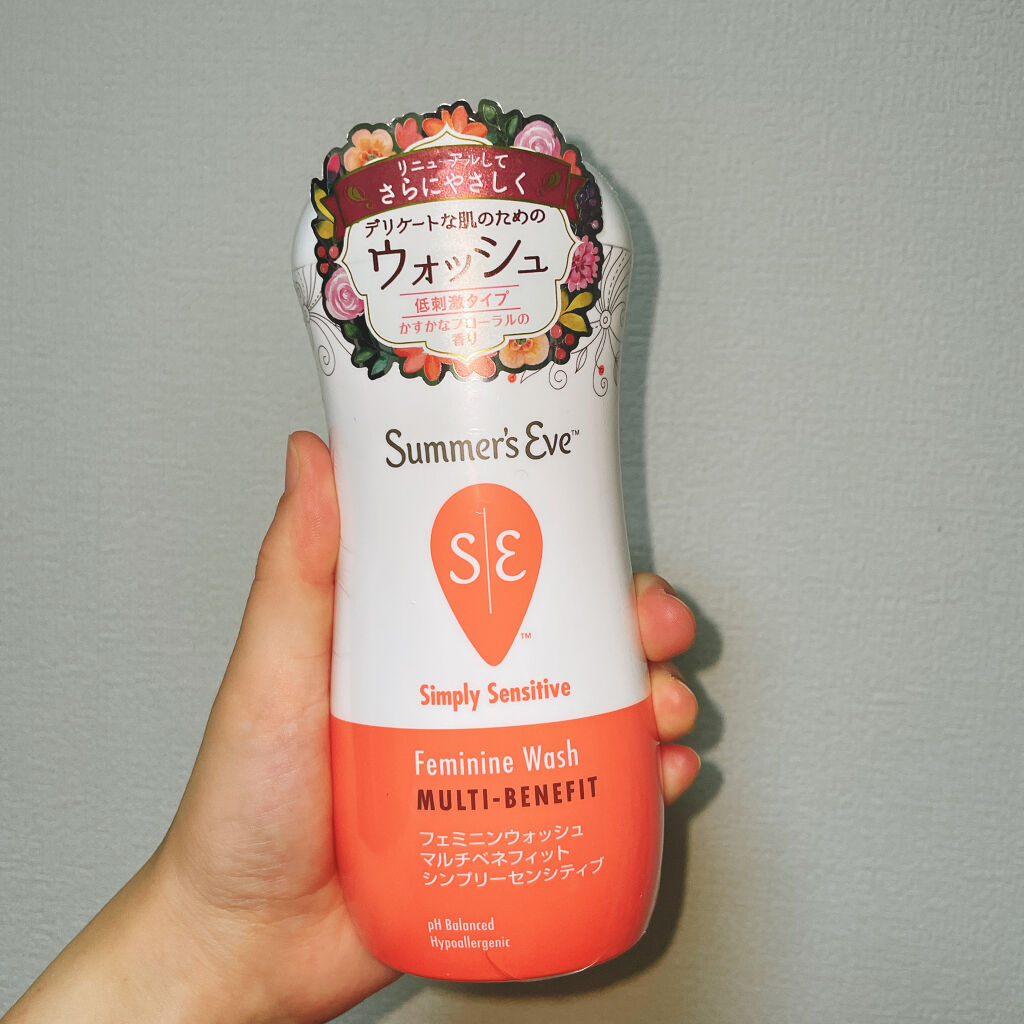 リニューアルして
さらにやさしく
デリケートな肌のための
ウォッシュ
低刺激タイプ
かすかなフローラルの
香り
Summer's Eve™
S|E
™
Simply Sensitive
Feminine Wash
MULTI-BENEFIT
フェミニンウォッシュ
マルチベネフィット
シンプリーセンシティブ
pH Balanced
Hypoallergenic